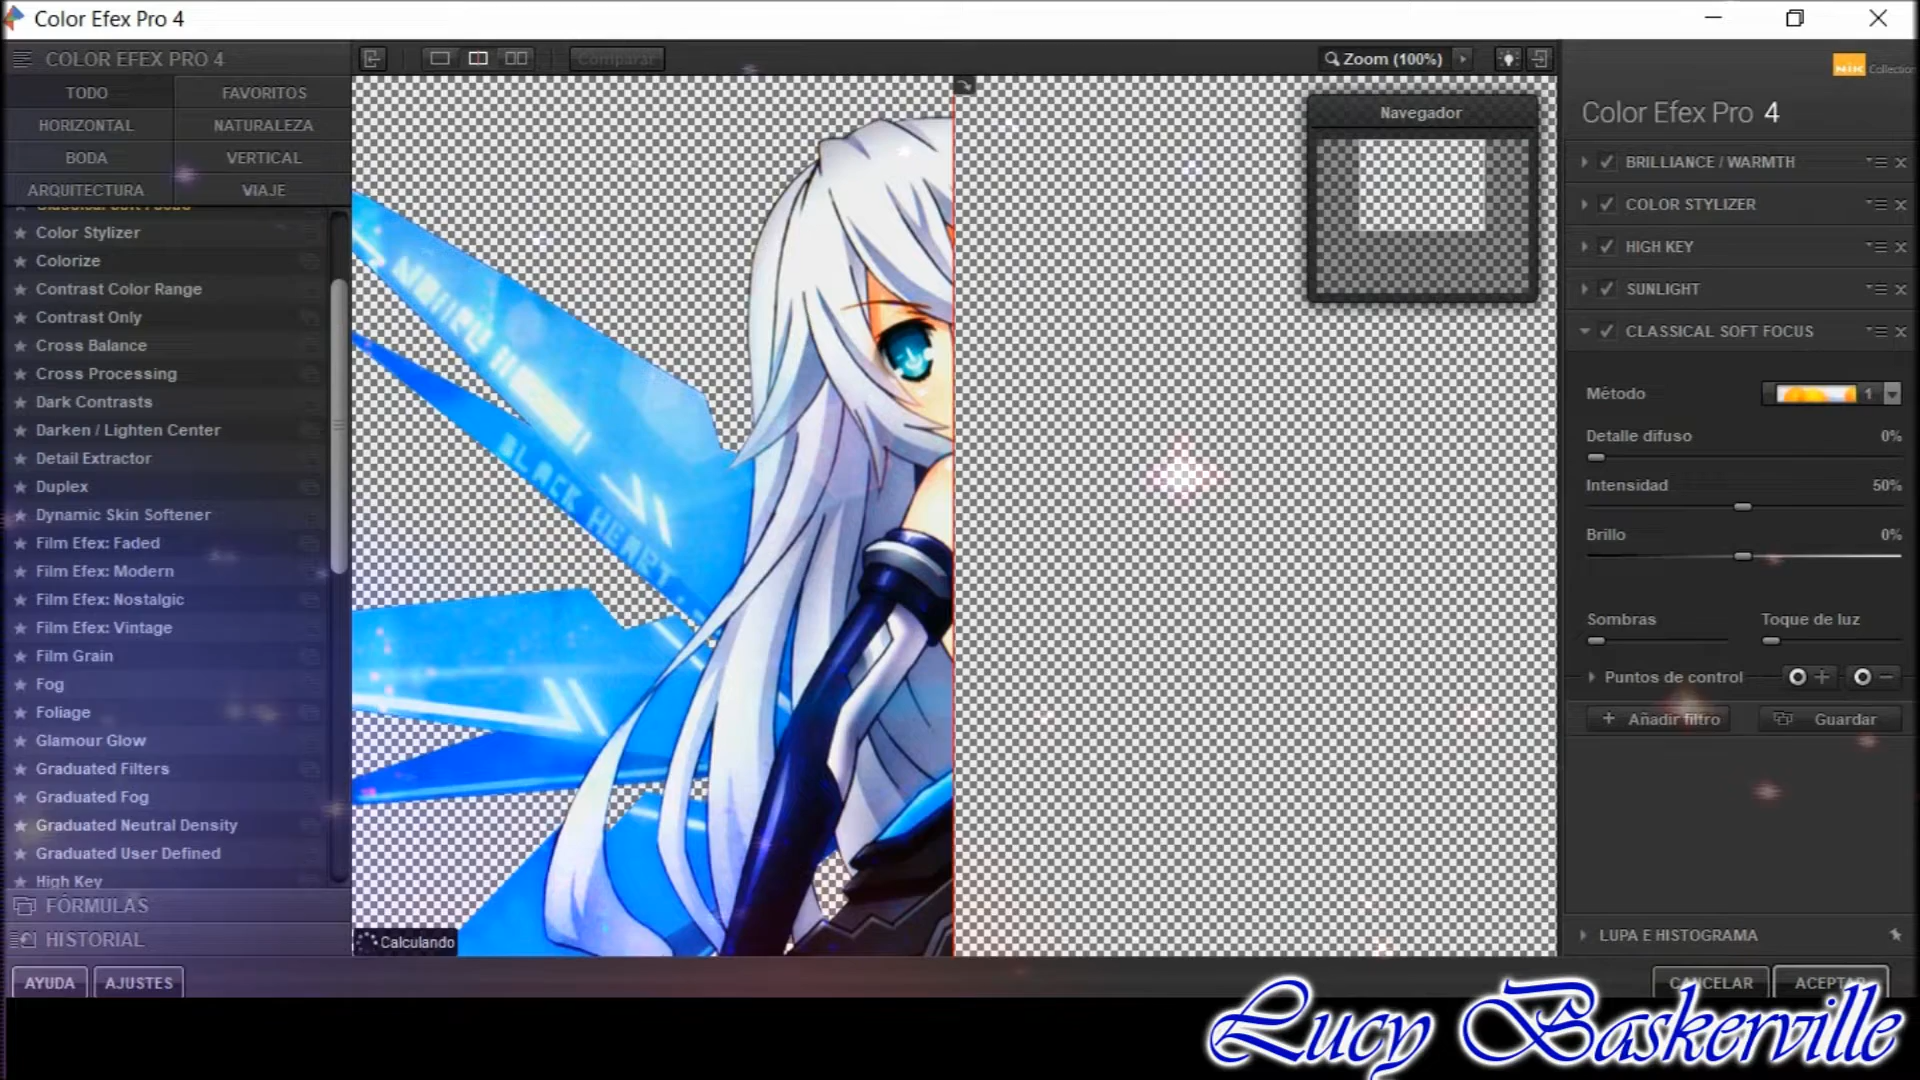 Color Efex Pro 4
COLOR EFEX PRO 4
TODO
FAVORITOS
HORIZONTAL
NATURALEZA
BODA
VERTICAL
ARQUITECTURA
VIAJE
Classical Soft Focus
Color Stylizer
Colorize
Contrast Color Range
Contrast Only
Cross Balance
Cross Processing
Dark Contrasts
Darken / Lighten Center
Detail Extractor
Duplex
Dynamic Skin Softener
Film Efex: Faded
Film Efex: Modern
Film Efex: Nostalgic
Film Efex: Vintage
Film Grain
Fog
Foliage
Glamour Glow
Graduated Filters
Graduated Fog
Graduated Neutral Density
Graduated User Defined
High Key
FÓRMULAS
HISTORIAL
AYUDA
AJUSTES
Comparar
Zoom (100%)
BLACK HEART
Calculando
Navegador
Nik Collection
Color Efex Pro 4
BRILLIANCE / WARMTH
COLOR STYLIZER
HIGH KEY
SUNLIGHT
CLASSICAL SOFT FOCUS
Método 1
Detalle difuso 0%
Intensidad 50%
Brillo 0%
Sombras
Toque de luz
Puntos de control
Añadir filtro
Guardar
LUPA E HISTOGRAMA
CANCELAR
ACEPTAR
Lucy Baskerville